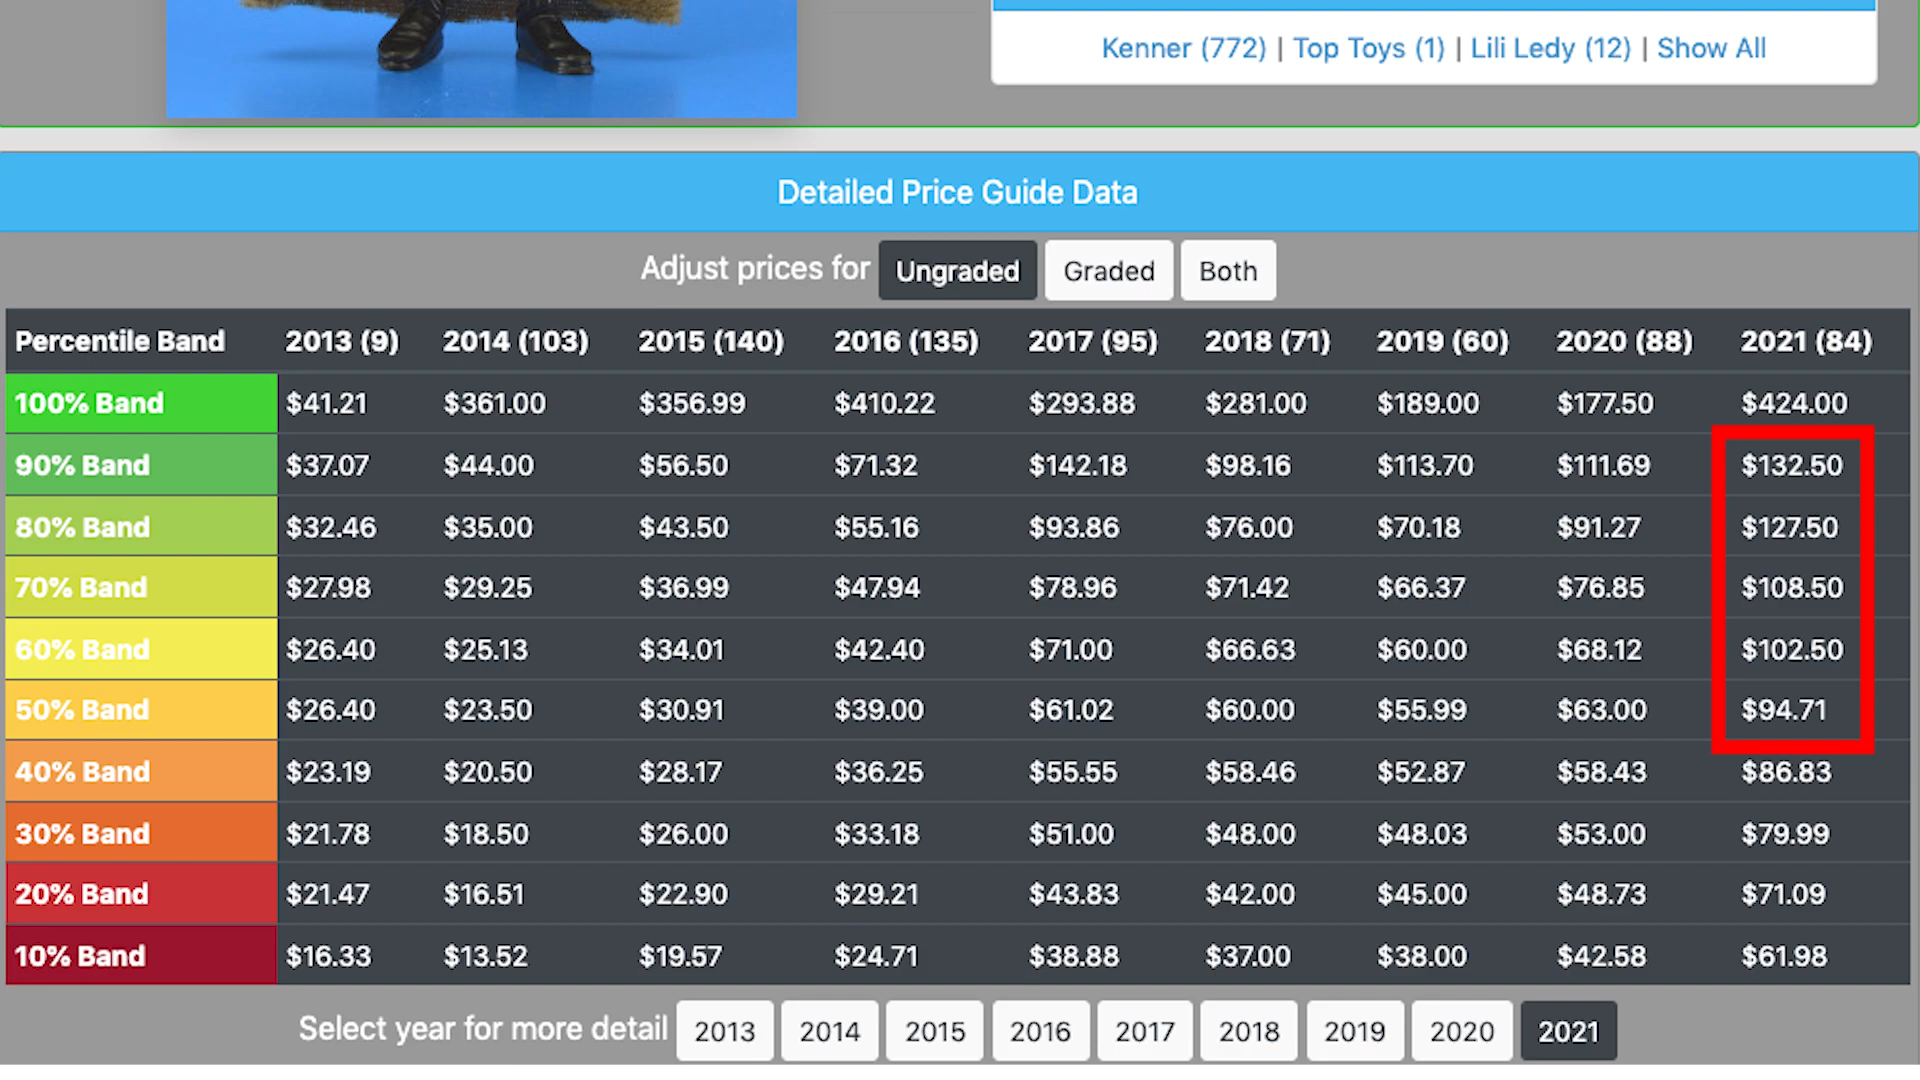 Kenner (772) | Top Toys (1) | Lili Ledy (12) | Show All
Detailed Price Guide Data
Adjust prices for Ungraded Graded Both
Percentile Band 2013 (9) 2014 (103) 2015 (140) 2016 (135) 2017 (95) 2018 (71) 2019 (60) 2020 (88) 2021 (84)
100% Band $41.21 $361.00 $356.99 $410.22 $293.88 $281.00 $189.00 $177.50 $424.00
90% Band $37.07 $44.00 $56.50 $71.32 $142.18 $98.16 $113.70 $111.69 $132.50
80% Band $32.46 $35.00 $43.50 $55.16 $93.86 $76.00 $70.18 $91.27 $127.50
70% Band $27.98 $29.25 $36.99 $47.94 $78.96 $71.42 $66.37 $76.85 $108.50
60% Band $26.40 $25.13 $34.01 $42.40 $71.00 $66.63 $60.00 $68.12 $102.50
50% Band $26.40 $23.50 $30.91 $39.00 $61.02 $60.00 $55.99 $63.00 $94.71
40% Band $23.19 $20.50 $28.17 $36.25 $55.55 $58.46 $52.87 $58.43 $86.83
30% Band $21.78 $18.50 $26.00 $33.18 $51.00 $48.00 $48.03 $53.00 $79.99
20% Band $21.47 $16.51 $22.90 $29.21 $43.83 $42.00 $45.00 $48.73 $71.09
10% Band $16.33 $13.52 $19.57 $24.71 $38.88 $37.00 $38.00 $42.58 $61.98
Select year for more detail 2013 2014 2015 2016 2017 2018 2019 2020 2021